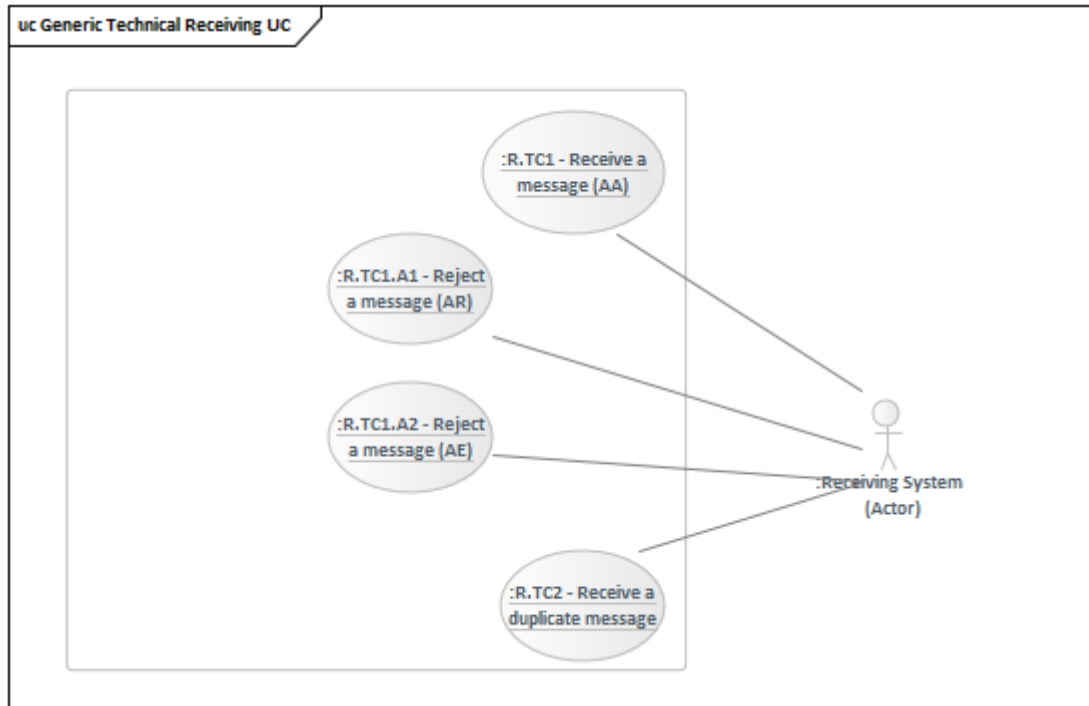 uc Generic Technical Receiving UC
:R.TC1 - Receive a
message (AA)
:R.TC1.A1 - Reject
a message (AR)
:R.TC1.A2 - Reject
a message (AE)
:Receiving System
(Actor)
:R.TC2 - Receive a
duplicate message